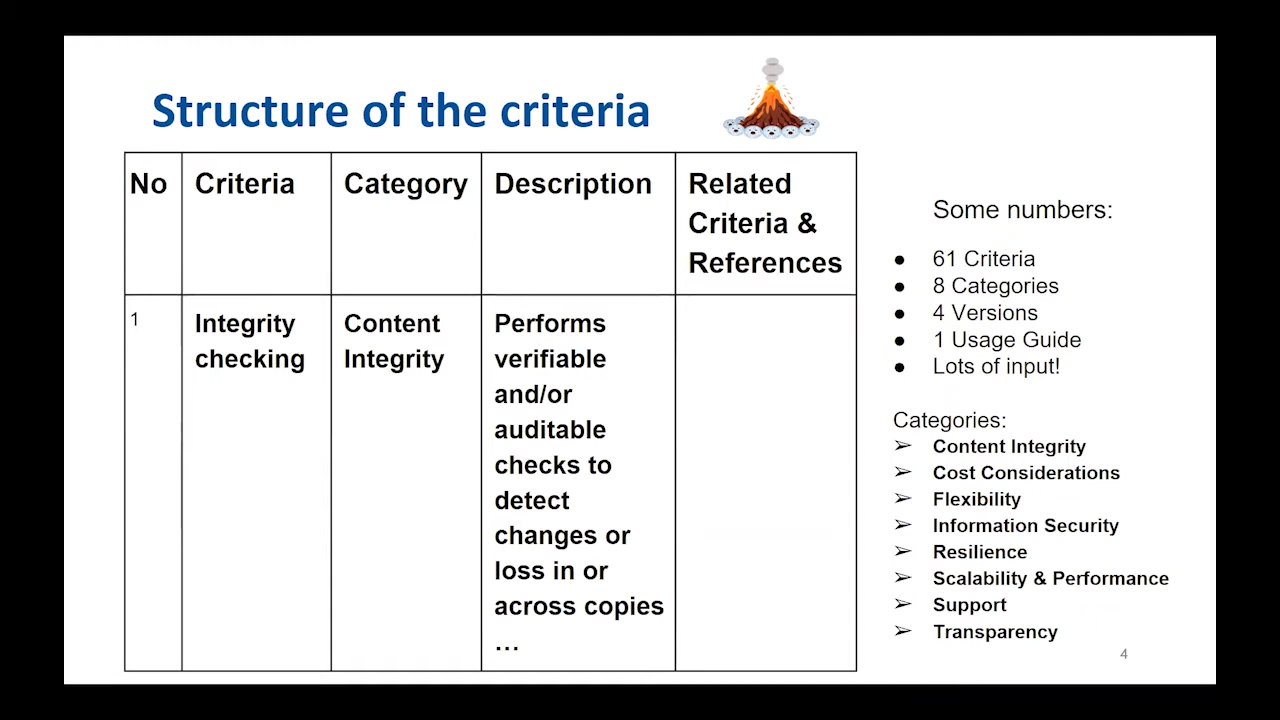 Structure of the criteria
No
Criteria
Category
Description
Related
Criteria &
References
1
Integrity
checking
Content
Integrity
Performs
verifiable
and/or
auditable
checks to
detect
changes or
loss in or
across copies
…
Some numbers:
● 61 Criteria
● 8 Categories
● 4 Versions
● 1 Usage Guide
● Lots of input!
Categories:
➢ Content Integrity
➢ Cost Considerations
➢ Flexibility
➢ Information Security
➢ Resilience
➢ Scalability & Performance
➢ Support
➢ Transparency
4